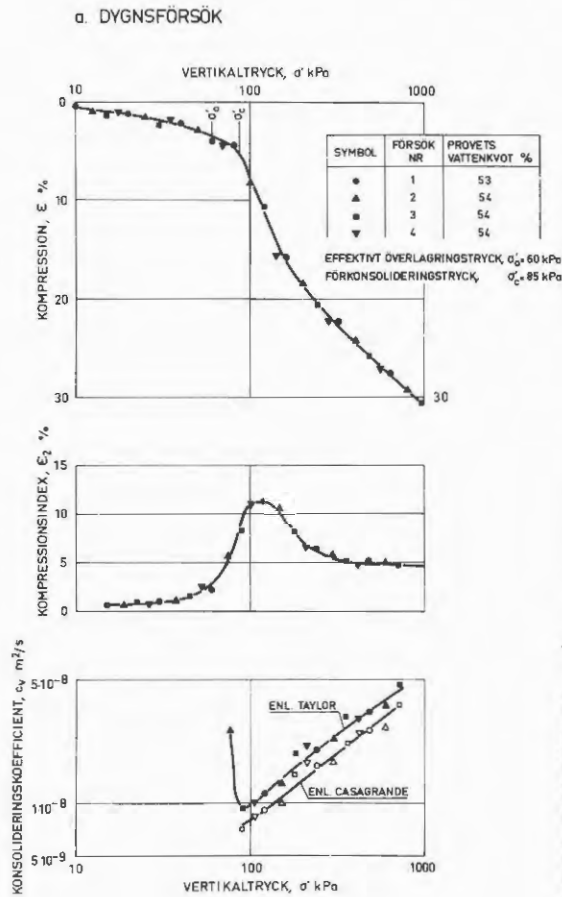 a. DYGNSFÖRSÖK
VERTIKALTRYCK, σ' kPa
10 100 1000
σ'o σ'c
0
10
20
30
30
KOMPRESSION, ε %
SYMBOL FÖRSÖK NR PROVETS VATTENKVOT %
● 1 53
▲ 2 54
■ 3 54
▼ 4 54
EFFEKTIVT ÖVERLAGRINGSTRYCK, σ'o=60 kPa
FÖRKONSOLIDERINGSTRYCK, σ'c=85 kPa
KOMPRESSIONSINDEX, ε2 %
15
10
5
0
KONSOLIDERINGSKOEFFICIENT, cv m²/s
5·10⁻⁸
1·10⁻⁸
5·10⁻⁹
ENL. TAYLOR
ENL. CASAGRANDE
10 100 1000
VERTIKALTRYCK, σ' kPa